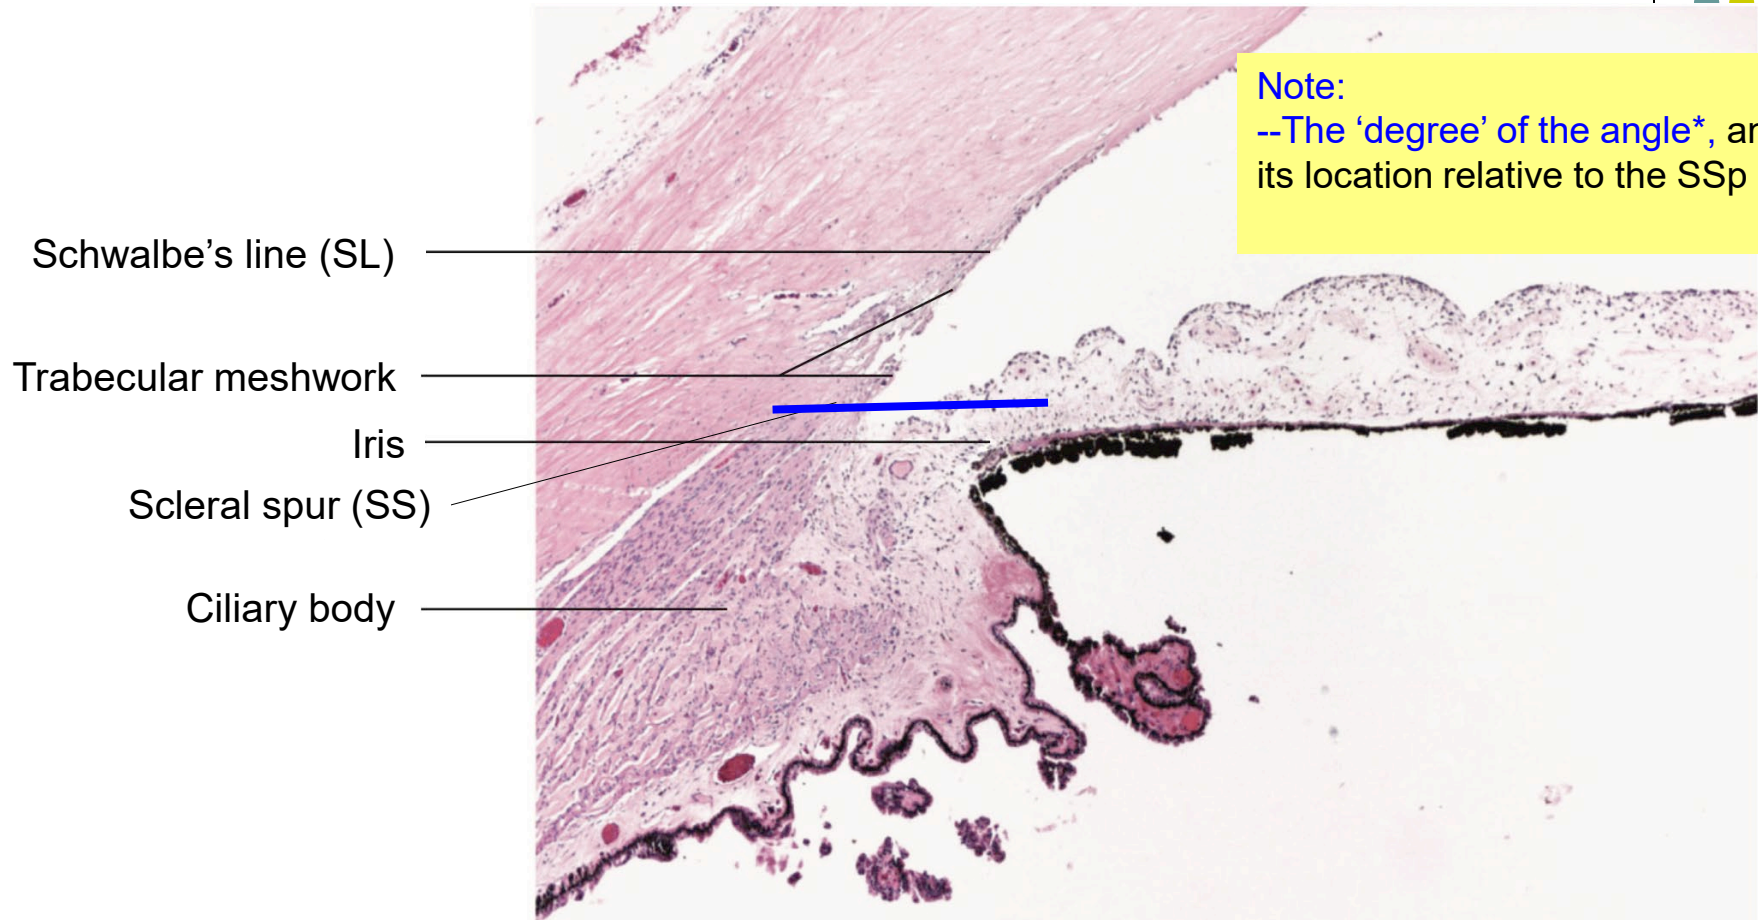 Note:
--The ‘degree’ of the angle*,
its location relative to the SSp
Schwalbe’s line (SL)
Trabecular meshwork
Iris
Scleral spur (SS)
Ciliary body